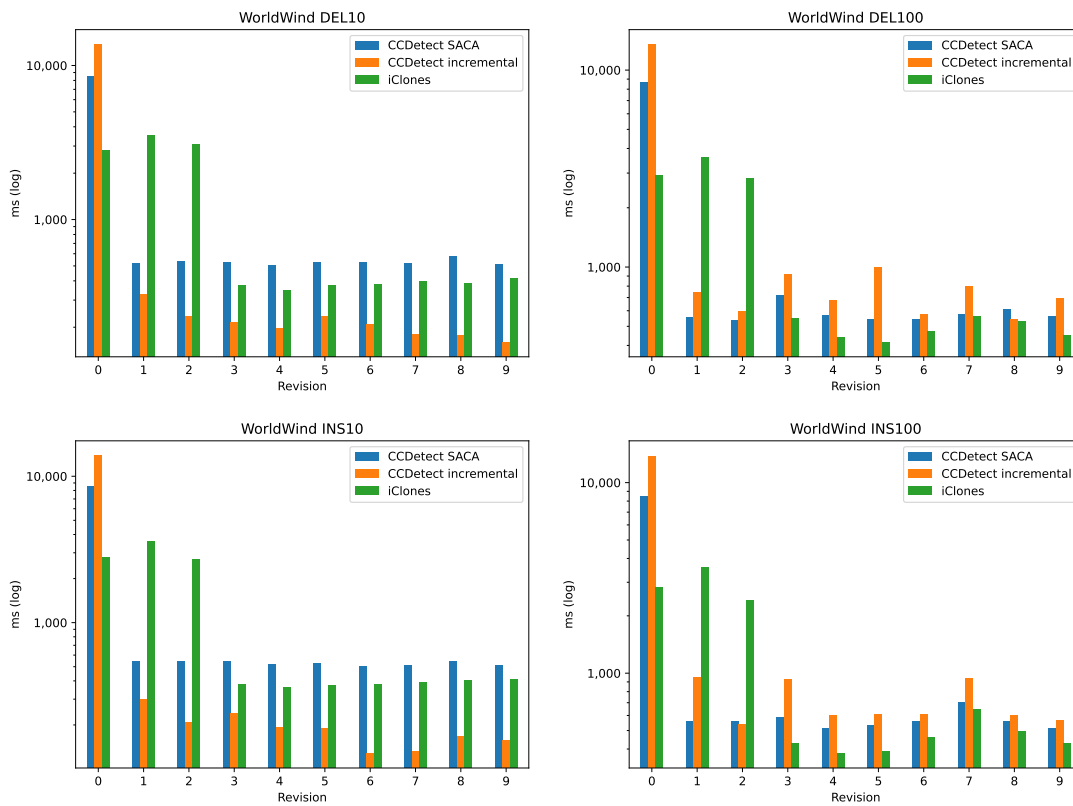 WorldWind DEL10
CCDetect SACA
CCDetect incremental
iClones
10,000
1,000
ms (log)
0 1 2 3 4 5 6 7 8 9
Revision
WorldWind DEL100
CCDetect SACA
CCDetect incremental
iClones
10,000
1,000
ms (log)
0 1 2 3 4 5 6 7 8 9
Revision
WorldWind INS10
CCDetect SACA
CCDetect incremental
iClones
10,000
1,000
ms (log)
0 1 2 3 4 5 6 7 8 9
Revision
WorldWind INS100
CCDetect SACA
CCDetect incremental
iClones
10,000
1,000
ms (log)
0 1 2 3 4 5 6 7 8 9
Revision